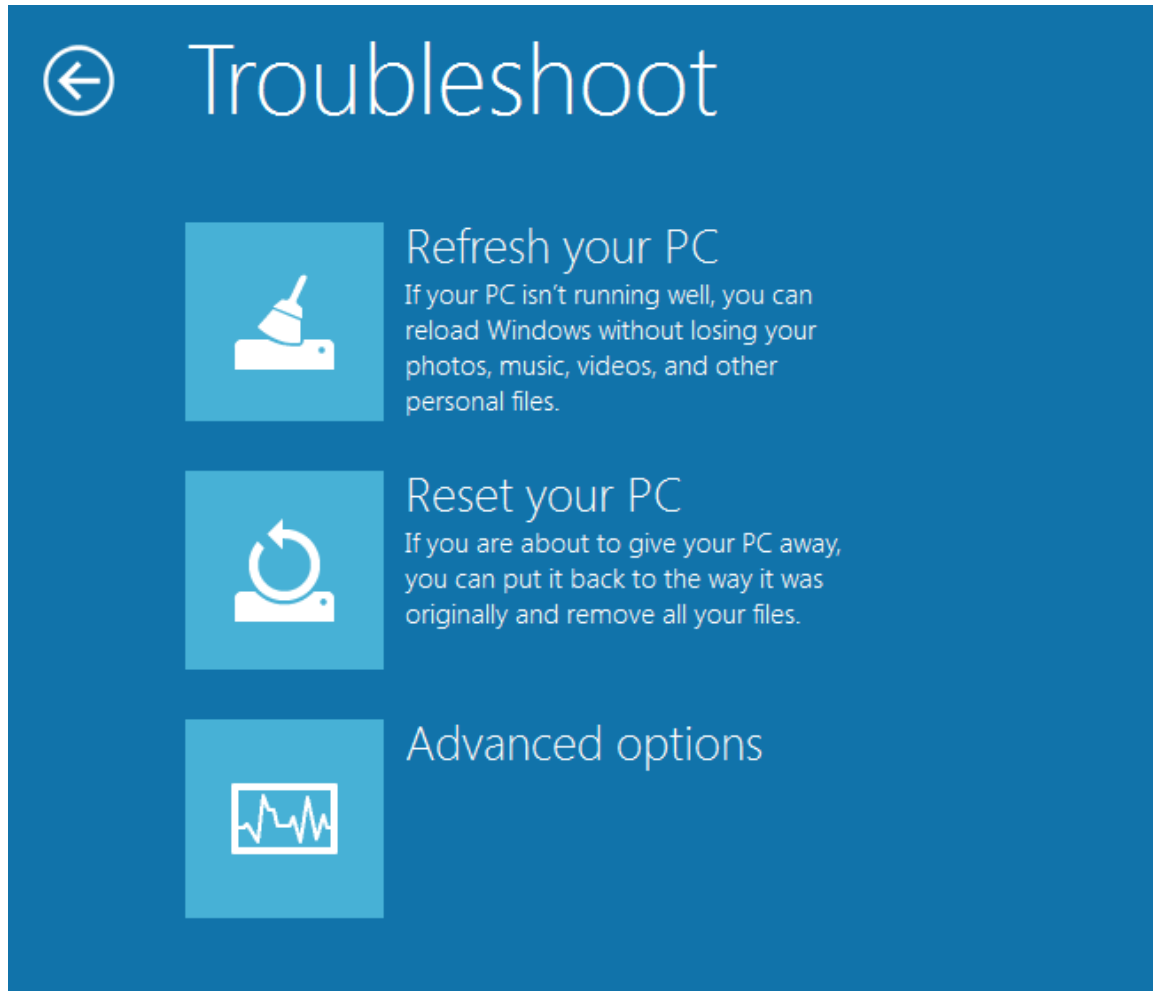 Troubleshoot
Refresh your PC
If your PC isn’t running well, you can
reload Windows without losing your
photos, music, videos, and other
personal files.
Reset your PC
If you are about to give your PC away,
you can put it back to the way it was
originally and remove all your files.
Advanced options